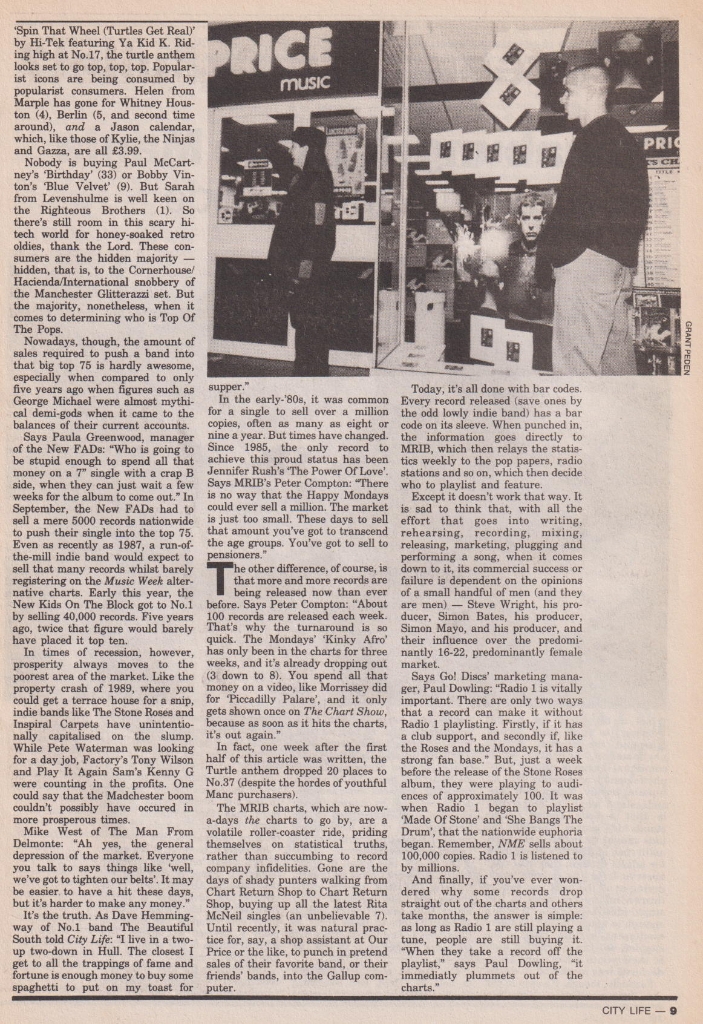 'Spin That Wheel (Turtles Get Real)'
by Hi-Tek featuring Ya Kid K. Rid-
ing high at No.17, the turtle anthem
looks set to go top, top, top. Popular-
ist icons are being consumed by
popularist consumers. Helen from
Marple has gone for Whitney Hous-
ton (4), Berlin (5, and second time
around), and a Jason calendar,
which, like those of Kylie, the Ninjas
and Gazza, are all £3.99.
Nobody is buying Paul McCart-
ney's 'Birthday' (33) or Bobby Vin-
ton's 'Blue Velvet' (9). But Sarah
from Levenshulme is well keen on
the Righteous Brothers (1). So
there's still room in this scary hi-
tech world for honey-soaked retro
oldies, thank the Lord. These con-
sumers are the hidden majority —
hidden, that is, to the Cornerhouse/
Hacienda/International snobbery of
the Manchester Glitterazzi set. But
the majority, nonetheless, when it
comes to determining who is Top Of
The Pops.
Nowadays, though, the amount of
sales required to push a band into
that big top 75 is hardly awesome,
especially when compared to only
five years ago when figures such as
George Michael were almost mythi-
cal demi-gods when it came to the
balances of their current accounts.
Says Paula Greenwood, manager
of the New FADs: "Who is going to
be stupid enough to spend all that
money on a 7" single with a crap B
side, when they can just wait a few
weeks for the album to come out." In
September, the New FADs had to
sell a mere 5000 records nationwide
to push their single into the top 75.
Even as recently as 1987, a run-of-
the-mill indie band would expect to
sell that many records whilst barely
registering on the Music Week alter-
native charts. Early this year, the
New Kids On The Block got to No.1
by selling 40,000 records. Five years
ago, twice that figure would barely
have placed it top ten.
In times of recession, however,
prosperity always moves to the
poorest area of the market. Like the
property crash of 1989, where you
could get a terrace house for a snip,
indie bands like The Stone Roses and
Inspiral Carpets have unintentio-
nally capitalised on the slump.
While Pete Waterman was looking
for a day job, Factory's Tony Wilson
and Play It Again Sam's Kenny G
were counting in the profits. One
could say that the Madchester boom
couldn't possibly have occured in
more prosperous times.
Mike West of The Man From
Delmonte: "Ah yes, the general
depression of the market. Everyone
you talk to says things like 'well,
we've got to tighten our belts'. It may
be easier to have a hit these days,
but it's harder to make any money."
It's the truth. As Dave Hemming-
way of No.1 band The Beautiful
South told City Life: "I live in a two-
up two-down in Hull. The closest I
get to all the trappings of fame and
fortune is enough money to buy some
spaghetti to put on my toast for
PRICE
music
Lucozade
PRIC
GRANT PEDEN
supper."
In the early-'80s, it was common
for a single to sell over a million
copies, often as many as eight or
nine a year. But times have changed.
Since 1985, the only record to
achieve this proud status has been
Jennifer Rush's 'The Power Of Love'.
Says MRIB's Peter Compton: "There
is no way that the Happy Mondays
could ever sell a million. The market
is just too small. These days to sell
that amount you've got to transcend
the age groups. You've got to sell to
pensioners."
The other difference, of course, is
that more and more records are
being released now than ever
before. Says Peter Compton: "About
100 records are released each week.
That's why the turnaround is so
quick. The Mondays' 'Kinky Afro'
has only been in the charts for three
weeks, and it's already dropping out
(3 down to 8). You spend all that
money on a video, like Morrissey did
for 'Piccadilly Palare', and it only
gets shown once on The Chart Show,
because as soon as it hits the charts,
it's out again."
In fact, one week after the first
half of this article was written, the
Turtle anthem dropped 20 places to
No.37 (despite the hordes of youthful
Manc purchasers).
The MRIB charts, which are now-
a-days the charts to go by, are a
volatile roller-coaster ride, priding
themselves on statistical truths,
rather than succumbing to record
company infidelities. Gone are the
days of shady punters walking from
Chart Return Shop to Chart Return
Shop, buying up all the latest Rita
McNeil singles (an unbelievable 7).
Until recently, it was natural prac-
tice for, say, a shop assistant at Our
Price or the like, to punch in pretend
sales of their favorite band, or their
friends' bands, into the Gallup com-
puter.
Today, it's all done with bar codes.
Every record released (save ones by
the odd lowly indie band) has a bar
code on its sleeve. When punched in,
the information goes directly to
MRIB, which then relays the statis-
tics weekly to the pop papers, radio
stations and so on, which then decide
who to playlist and feature.
Except it doesn't work that way. It
is sad to think that, with all the
effort that goes into writing,
rehearsing, recording, mixing,
releasing, marketing, plugging and
performing a song, when it comes
down to it, its commercial success or
failure is dependent on the opinions
of a small handful of men (and they
are men) — Steve Wright, his pro-
ducer, Simon Bates, his producer,
Simon Mayo, and his producer, and
their influence over the predomi-
nantly 16-22, predominantly female
market.
Says Go! Discs' marketing mana-
ger, Paul Dowling: "Radio 1 is vitally
important. There are only two ways
that a record can make it without
Radio 1 playlisting. Firstly, if it has
a club support, and secondly if, like
the Roses and the Mondays, it has a
strong fan base." But, just a week
before the release of the Stone Roses
album, they were playing to audi-
ences of approximately 100. It was
when Radio 1 began to playlist
'Made Of Stone' and 'She Bangs The
Drum', that the nationwide euphoria
began. Remember, NME sells about
100,000 copies. Radio 1 is listened to
by millions.
And finally, if you've ever won-
dered why some records drop
straight out of the charts and others
take months, the answer is simple:
as long as Radio 1 are still playing a
tune, people are still buying it.
"When they take a record off the
playlist," says Paul Dowling, "it
immediatly plummets out of the
charts."
CITY LIFE — 9